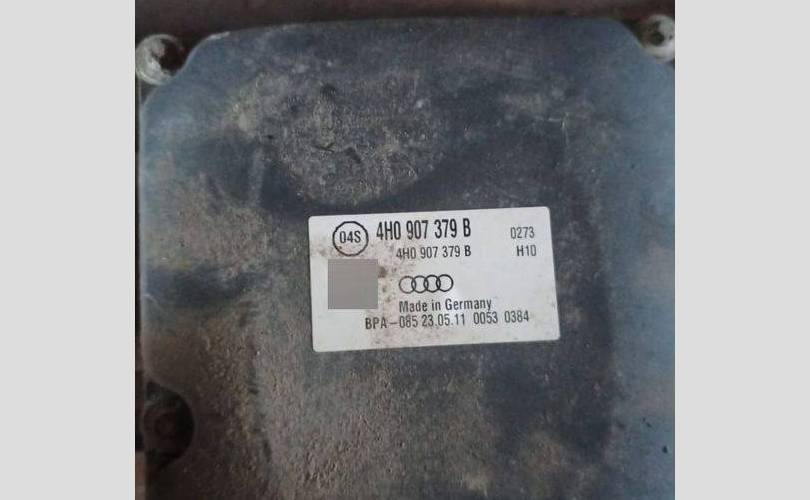 04S 4H0 907 379 B 0273
4H0 907 379 B H10
Made in Germany
BPA-085 23.05.11 0053 0384